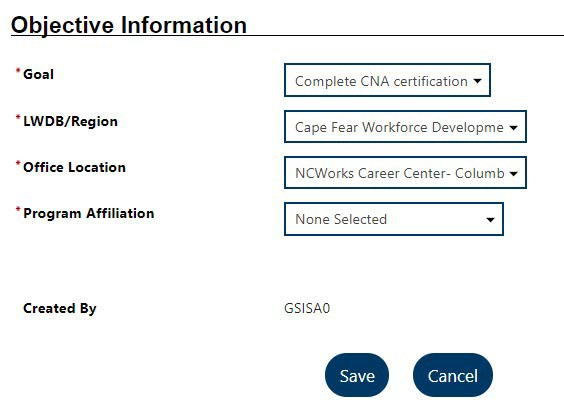 Objective Information
* Goal Complete CNA certification
* LWDB/Region Cape Fear Workforce Developme
* Office Location NCWorks Career Center- Columb
* Program Affiliation None Selected
Created By GSISA0
Save Cancel